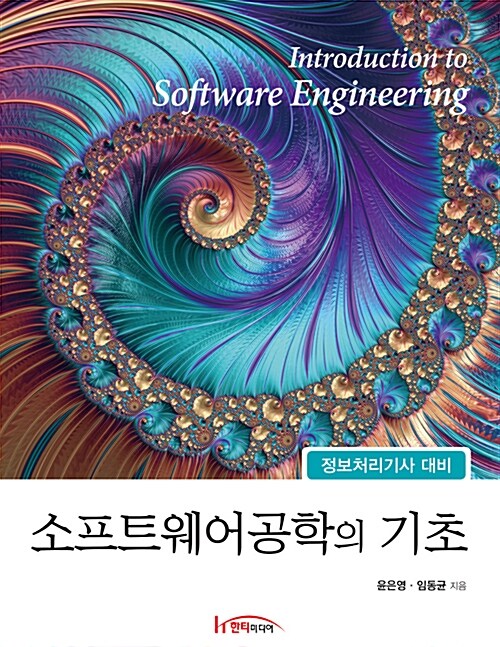 Introduction to
Software Engineering
정보처리기사 대비
소프트웨어공학의 기초
윤은영 · 임동균 지음
한티미디어